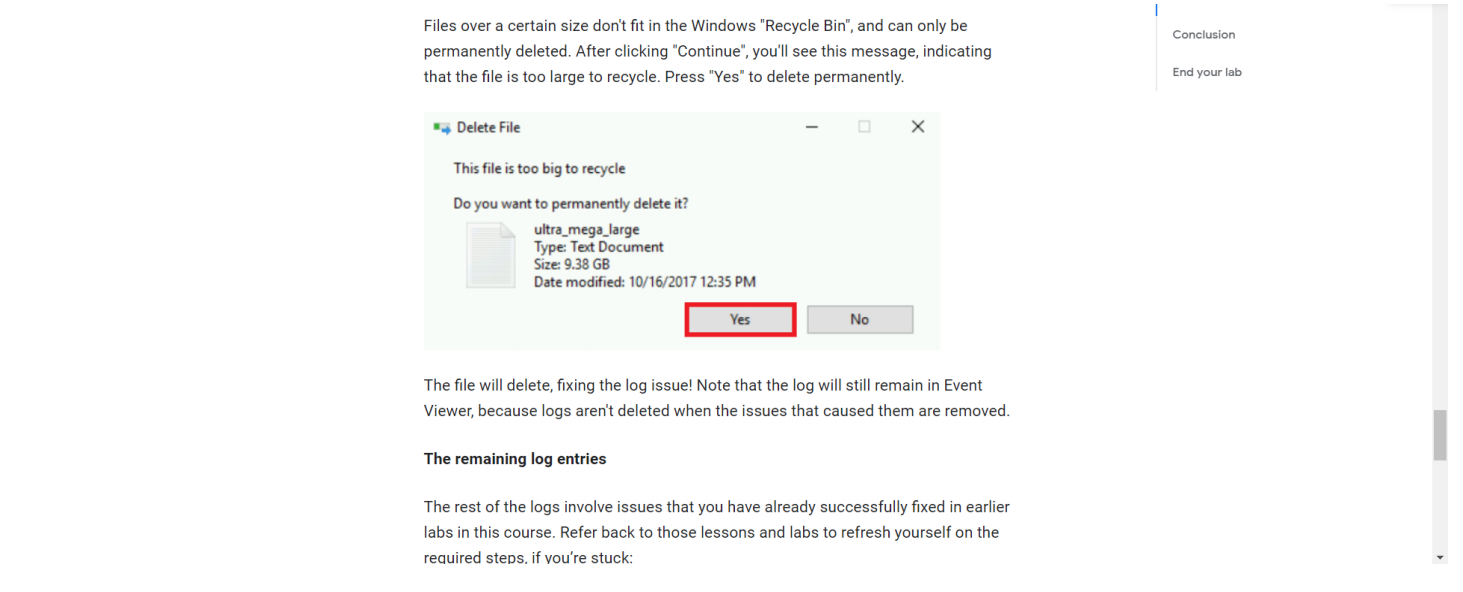 Files over a certain size don't fit in the Windows "Recycle Bin", and can only be
permanently deleted. After clicking "Continue", you'll see this message, indicating
that the file is too large to recycle. Press "Yes" to delete permanently.
Delete File
This file is too big to recycle
Do you want to permanently delete it?
ultra_mega_large
Type: Text Document
Size: 9.38 GB
Date modified: 10/16/2017 12:35 PM
Yes
No
The file will delete, fixing the log issue! Note that the log will still remain in Event
Viewer, because logs aren't deleted when the issues that caused them are removed.
The remaining log entries
The rest of the logs involve issues that you have already successfully fixed in earlier
labs in this course. Refer back to those lessons and labs to refresh yourself on the
required steps, if you're stuck:
Conclusion
End your lab